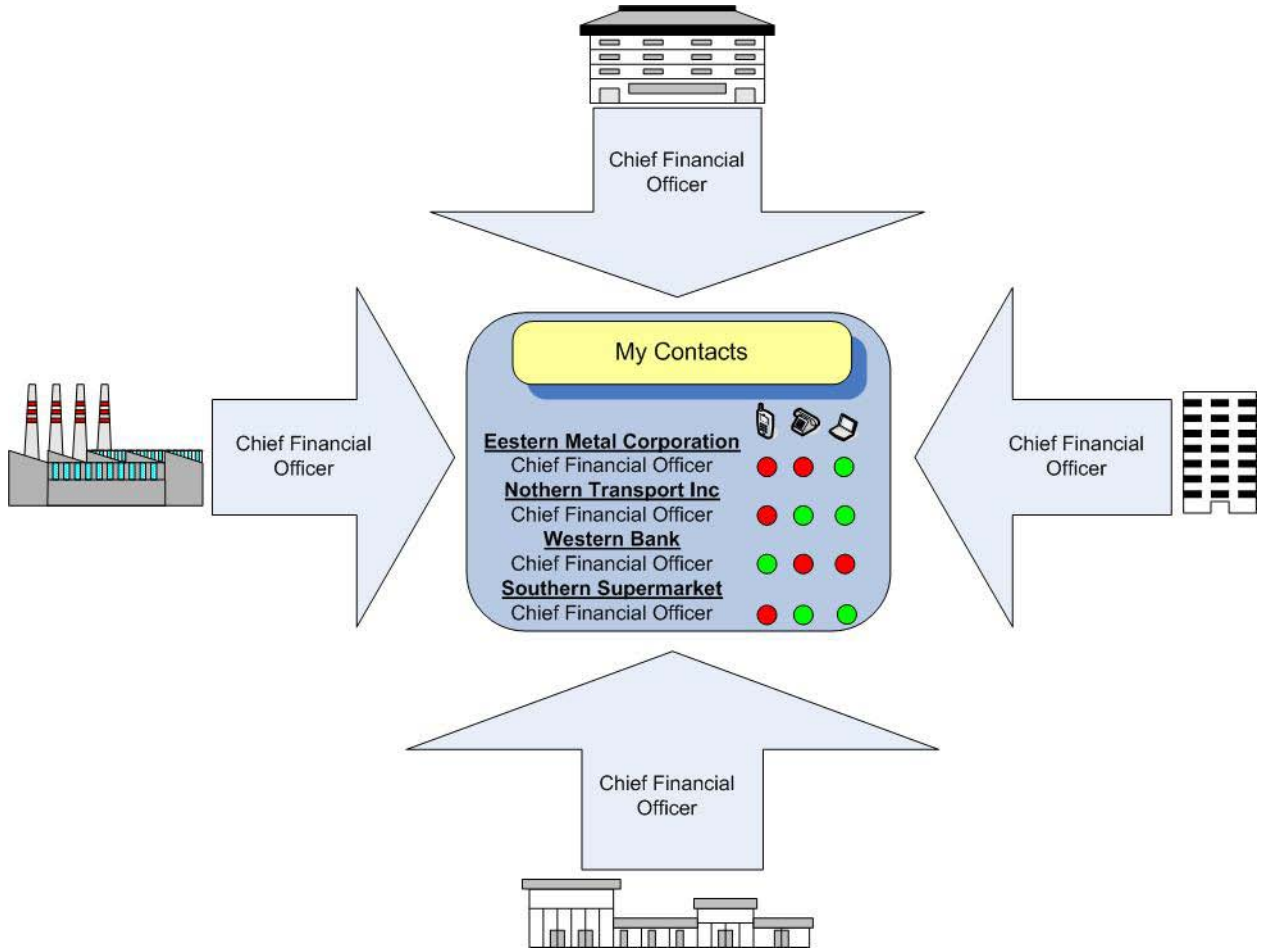 Chief Financial
Officer
My Contacts
Chief Financial
Officer
Eestern Metal Corporation
Chief Financial Officer
Nothern Transport Inc
Chief Financial Officer
Western Bank
Chief Financial Officer
Southern Supermarket
Chief Financial Officer
Chief Financial
Officer
Chief Financial
Officer